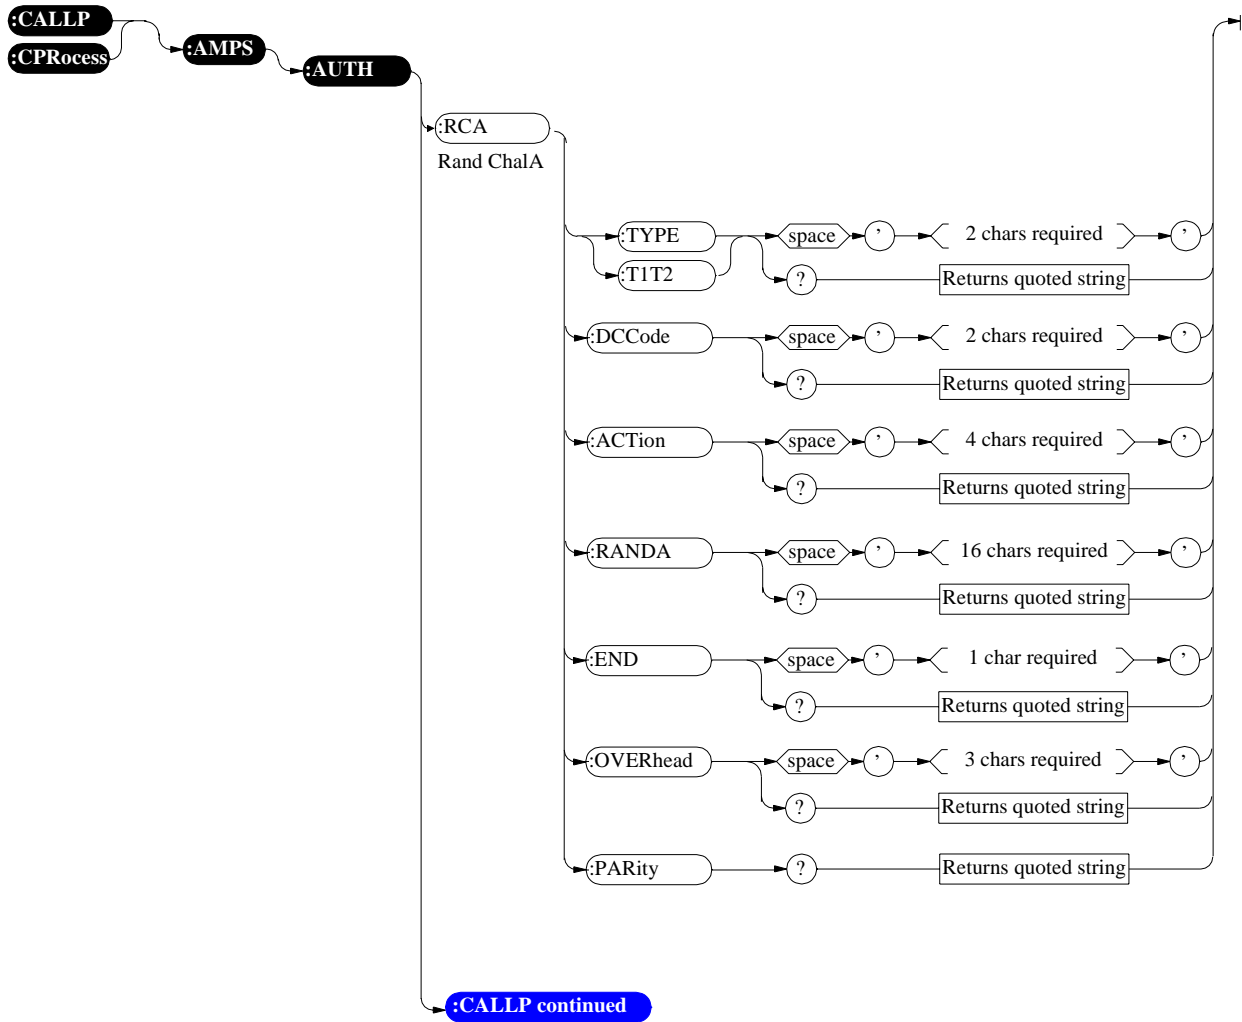 :CALLP
:CPRocess
:AMPS
:AUTH
:RCA
Rand ChalA
:TYPE space ’ 2 chars required ’
:T1T2 ? Returns quoted string
:DCCode space ’ 2 chars required ’
? Returns quoted string
:ACTion space ’ 4 chars required ’
? Returns quoted string
:RANDA space ’ 16 chars required ’
? Returns quoted string
:END space ’ 1 char required ’
? Returns quoted string
:OVERhead space ’ 3 chars required ’
? Returns quoted string
:PARity ? Returns quoted string
:CALLP continued